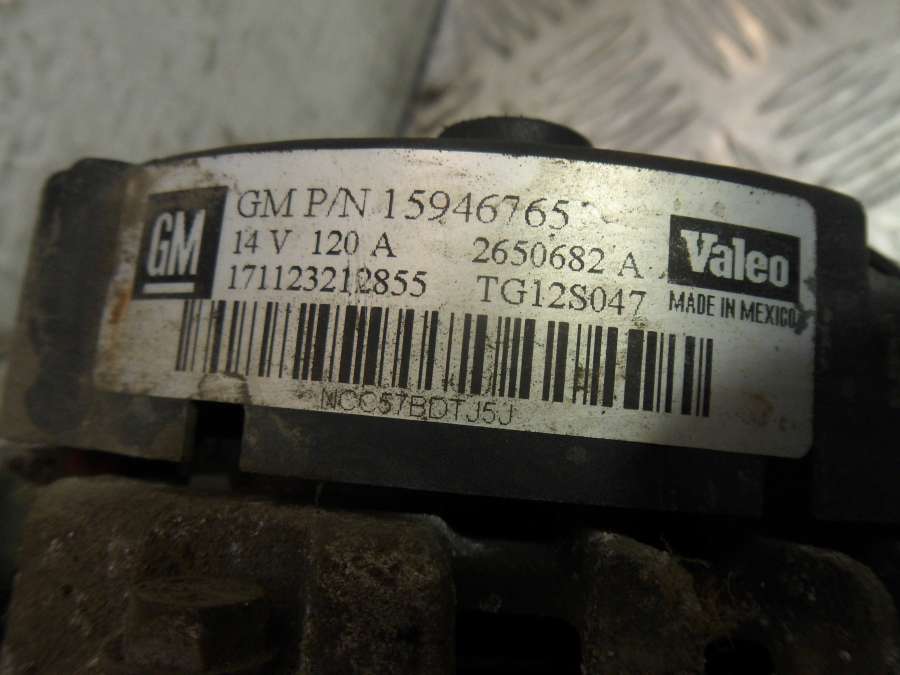 GM
GM P/N 15946765
14 V 120 A 2650682 A
171123212855 TG12S047
Valeo
MADE IN MEXICO
NCC57BDTJ5J